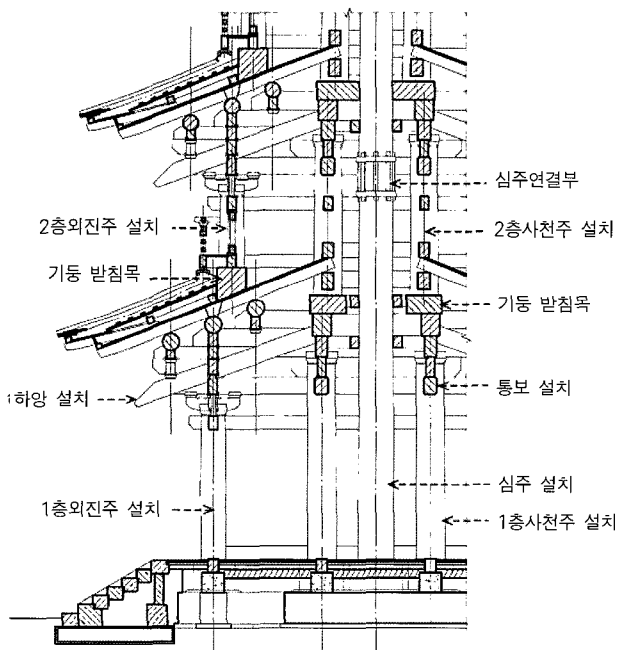 심주연결부
2층외진주 설치
2층사천주 설치
기둥 받침목
기둥 받침목
통보 설치
하앙 설치
심주 설치
1층외진주 설치
1층사천주 설치